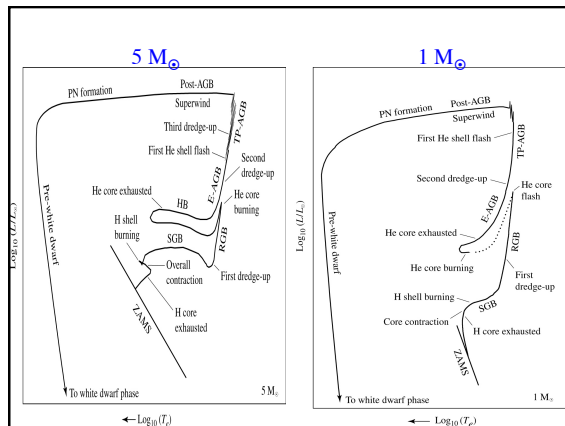 5 M☉
PN formation
Post-AGB
Superwind
Third dredge-up
TP-AGB
First He shell flash
Second
dredge-up
E-AGB
He core
burning
He core exhausted
HB
H shell
burning
SGB
RGB
Overall
contraction
First dredge-up
H core
exhausted
ZAMS
Pre-white dwarf
Log10 (L/L☉)
To white dwarf phase
5 M☉
←Log10 (Te)
1 M☉
PN formation
Post-AGB
Superwind
First He shell flash
TP-AGB
Second dredge-up
He core
flash
E-AGB
He core exhausted
RGB
He core burning
First
dredge-up
H shell burning
SGB
Core contraction
H core exhausted
ZAMS
Pre-white dwarf
Log10 (L/L☉)
To white dwarf phase
1 M☉
← Log10 (Te)